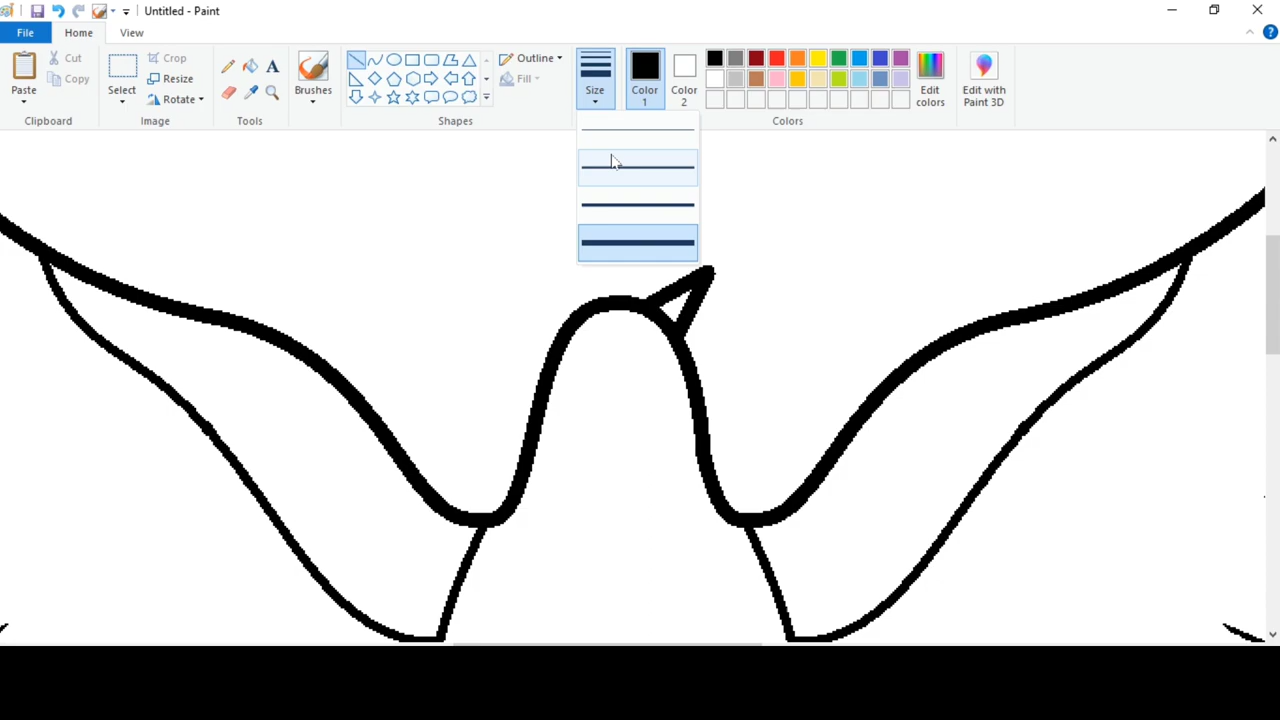 Untitled - Paint
File
Home
View
Paste
Cut
Copy
Clipboard
Select
Crop
Resize
Rotate
Image
A
Tools
Brushes
Outline
Fill
Shapes
Size
Color
1
Color
2
Edit
colors
Colors
Edit with
Paint 3D